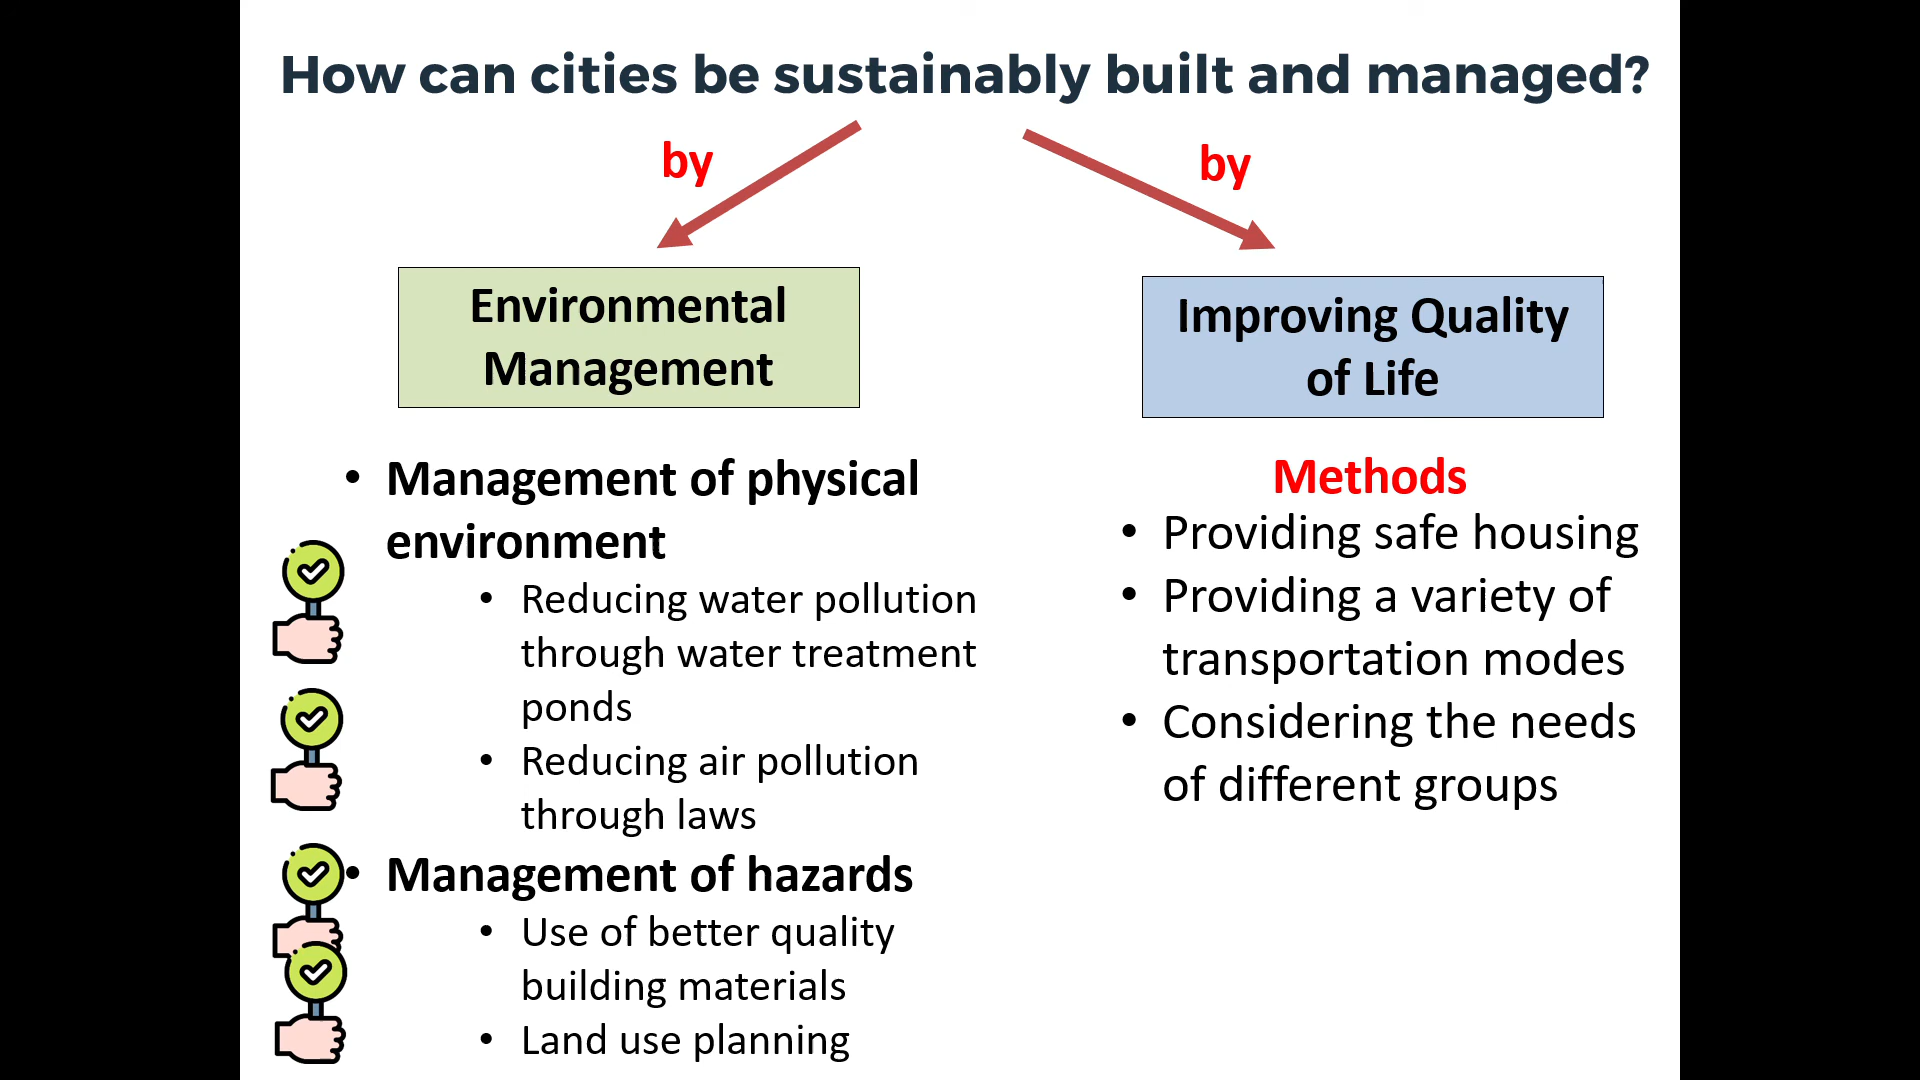 How can cities be sustainably built and managed?
by
by
Environmental
Management
Improving Quality
of Life
• Management of physical
environment
• Reducing water pollution
through water treatment
ponds
• Reducing air pollution
through laws
• Management of hazards
• Use of better quality
building materials
• Land use planning
Methods
• Providing safe housing
• Providing a variety of
transportation modes
• Considering the needs
of different groups